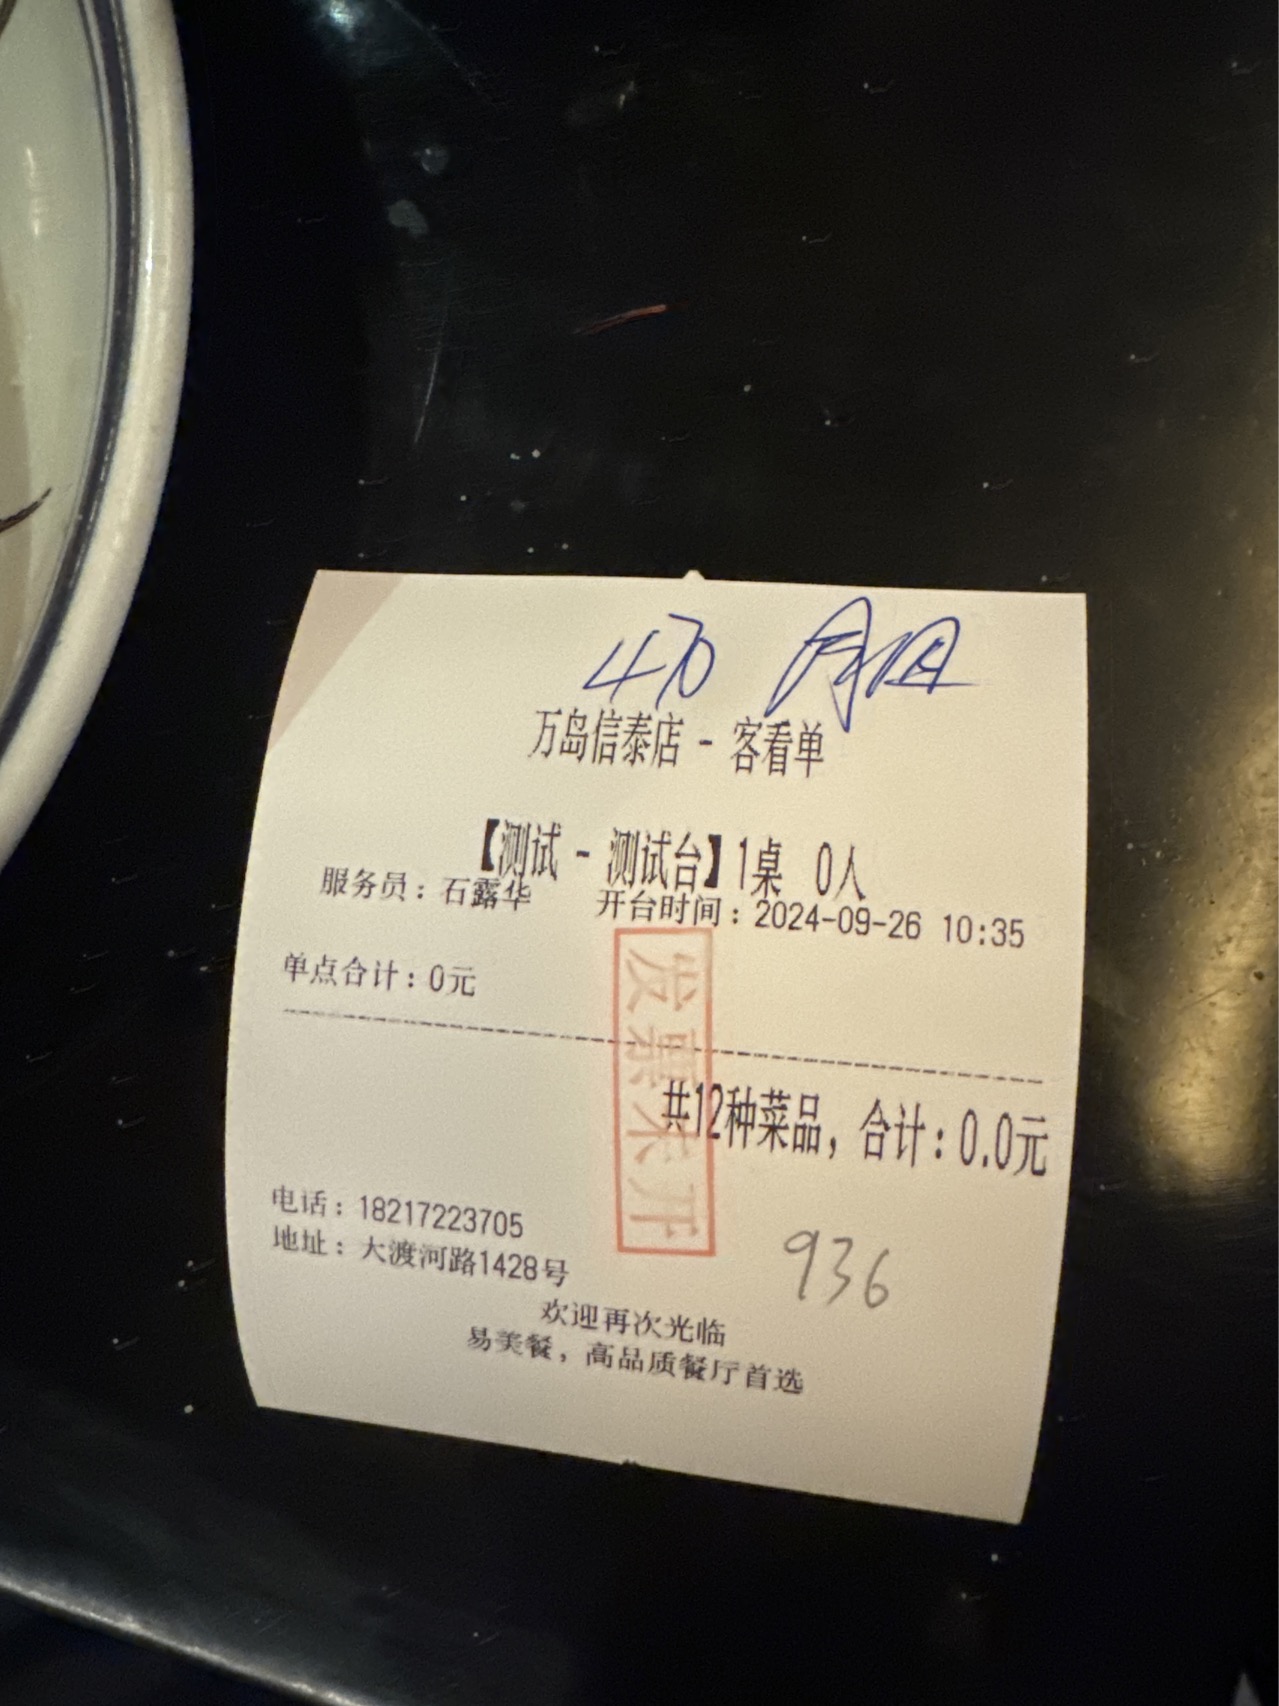 470
万岛信泰店 - 客看单
【测试 - 测试台】1桌 0人
服务员：石露华 开台时间：2024-09-26 10:35
单点合计：0元
发票未开
共12种菜品，合计：0.0元
电话：18217223705
地址：大渡河路1428号
936
欢迎再次光临
易美餐，高品质餐厅首选